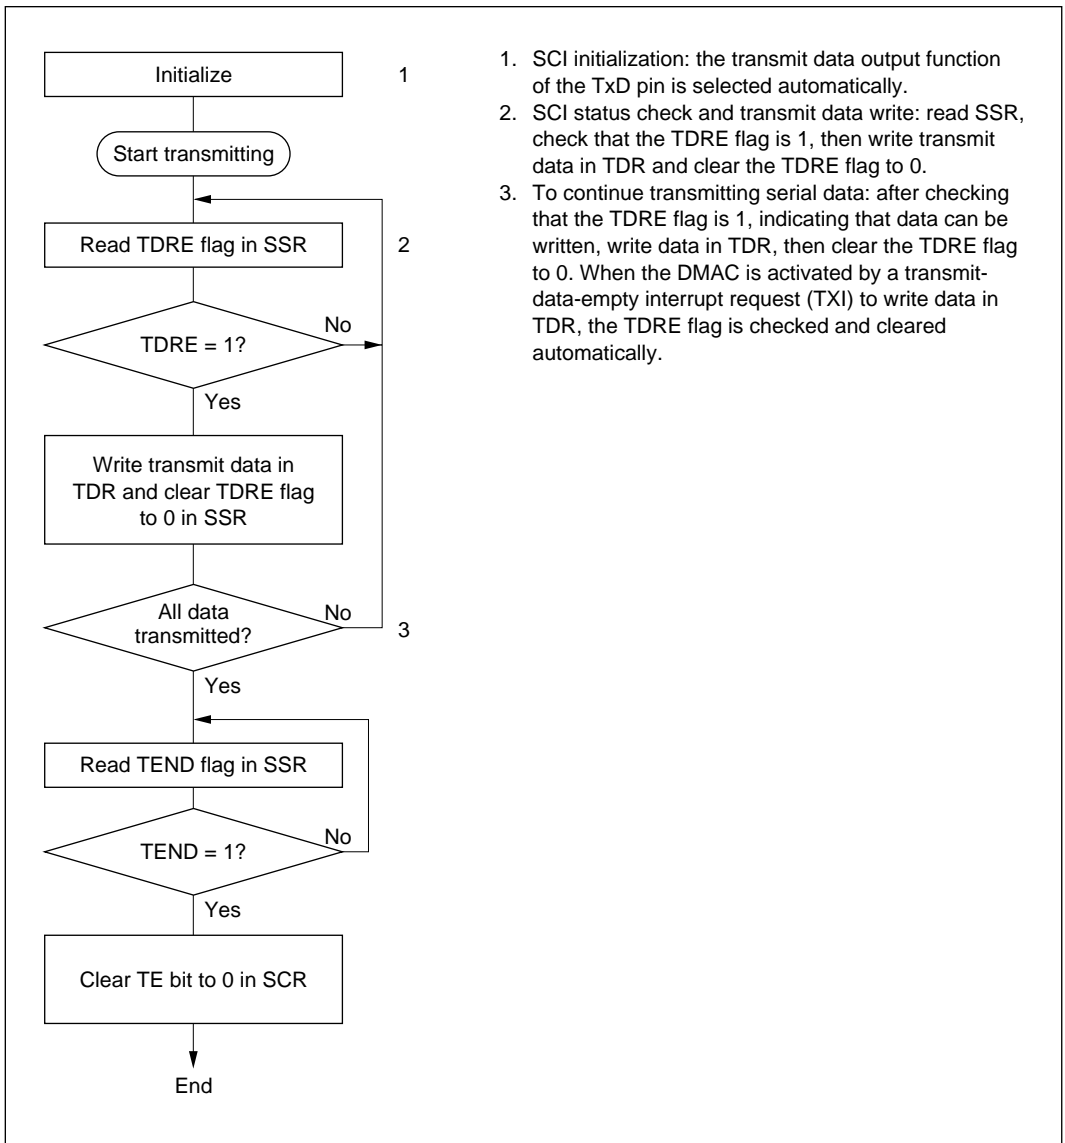 Initialize
1
Start transmitting
Read TDRE flag in SSR
2
TDRE = 1?
No
Yes
Write transmit data in
TDR and clear TDRE flag
to 0 in SSR
All data
transmitted?
No
3
Yes
Read TEND flag in SSR
TEND = 1?
No
Yes
Clear TE bit to 0 in SCR
End
1. SCI initialization: the transmit data output function
of the TxD pin is selected automatically.
2. SCI status check and transmit data write: read SSR,
check that the TDRE flag is 1, then write transmit
data in TDR and clear the TDRE flag to 0.
3. To continue transmitting serial data: after checking
that the TDRE flag is 1, indicating that data can be
written, write data in TDR, then clear the TDRE flag
to 0. When the DMAC is activated by a transmit-
data-empty interrupt request (TXI) to write data in
TDR, the TDRE flag is checked and cleared
automatically.